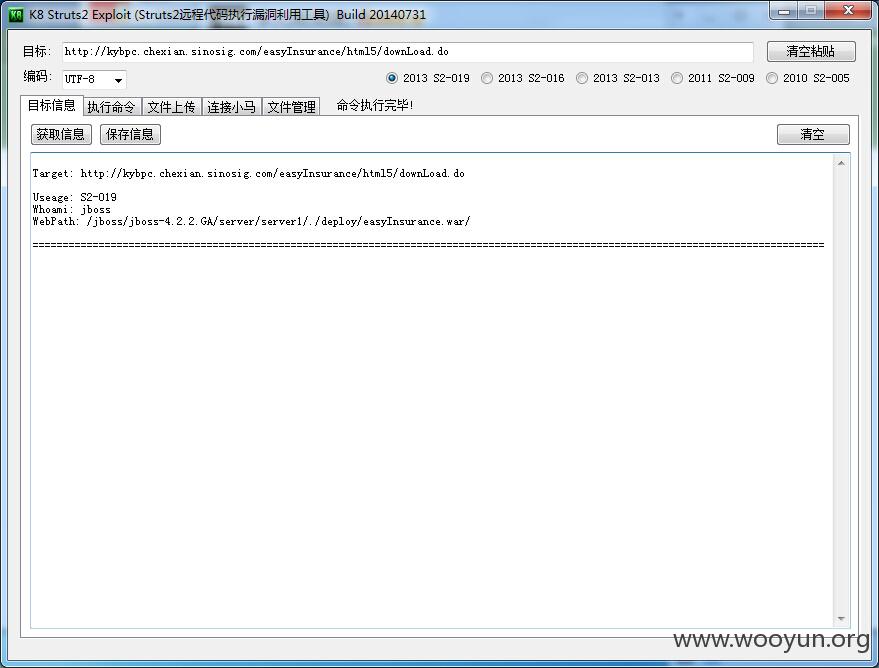 K8 Struts2 Exploit (Struts2远程代码执行漏洞利用工具) Build 20140731
目标: http://kybpc.chexian.sinosig.com/easyInsurance/html5/downLoad.do 清空粘贴
编码: UTF-8 2013 S2-019 2013 S2-016 2013 S2-013 2011 S2-009 2010 S2-005
目标信息 执行命令 文件上传 连接小马 文件管理 命令执行完毕!
获取信息 保存信息 清空
Target: http://kybpc.chexian.sinosig.com/easyInsurance/html5/downLoad.do
Useage: S2-019
Whoami: jboss
WebPath: /jboss/jboss-4.2.2.GA/server/server1/./deploy/easyInsurance.war/
www.wooyun.org